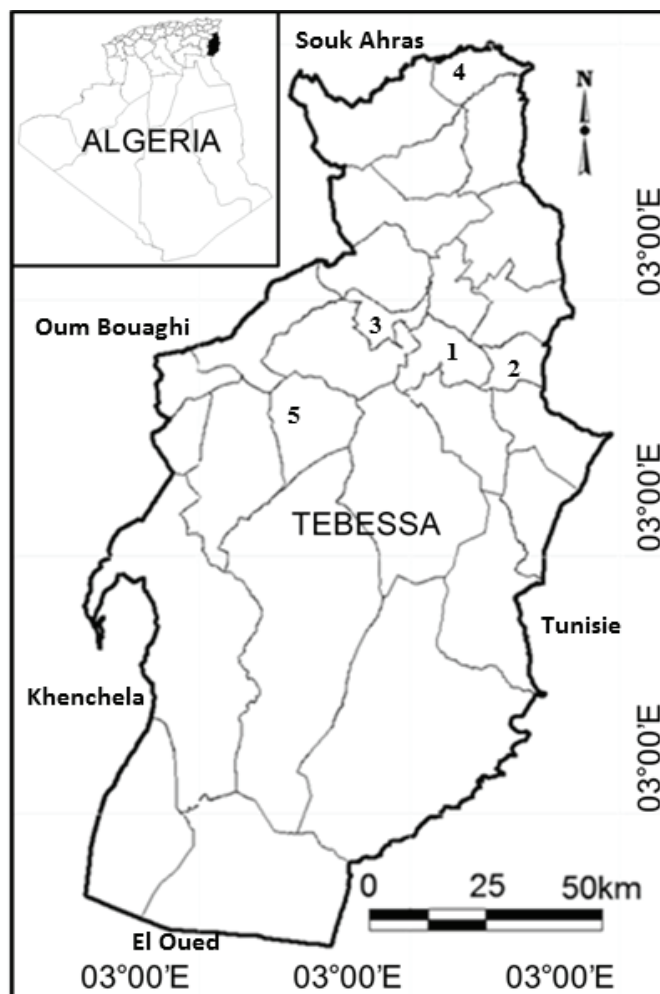 Souk Ahras
4
N
ALGERIA
03°00'E
Oum Bouaghi
3
1
2
5
03°00'E
TEBESSA
Tunisie
Khenchela
03°00'E
0 25 50km
El Oued
03°00'E 03°00'E 03°00'E